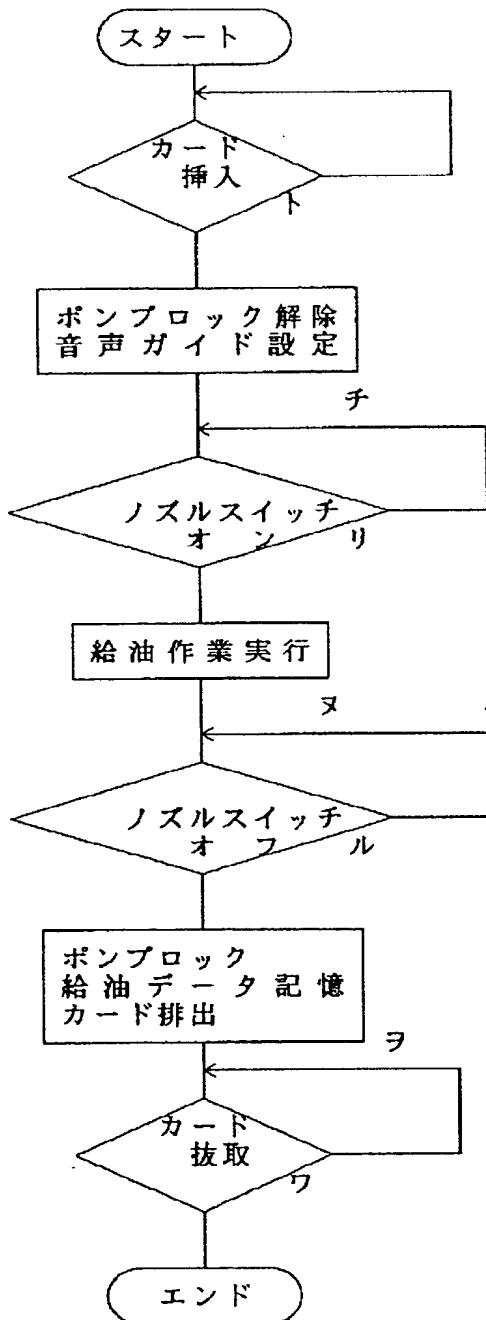 スタート
カード
挿入
ト
ポンプロック解除
音声ガイド設定
チ
ノズルスイッチ
オン
リ
給油作業実行
ヌ
ノズルスイッチ
オフ
ル
ポンプロック
給油データ記憶
カード排出
ヲ
カード
抜取
ワ
エンド